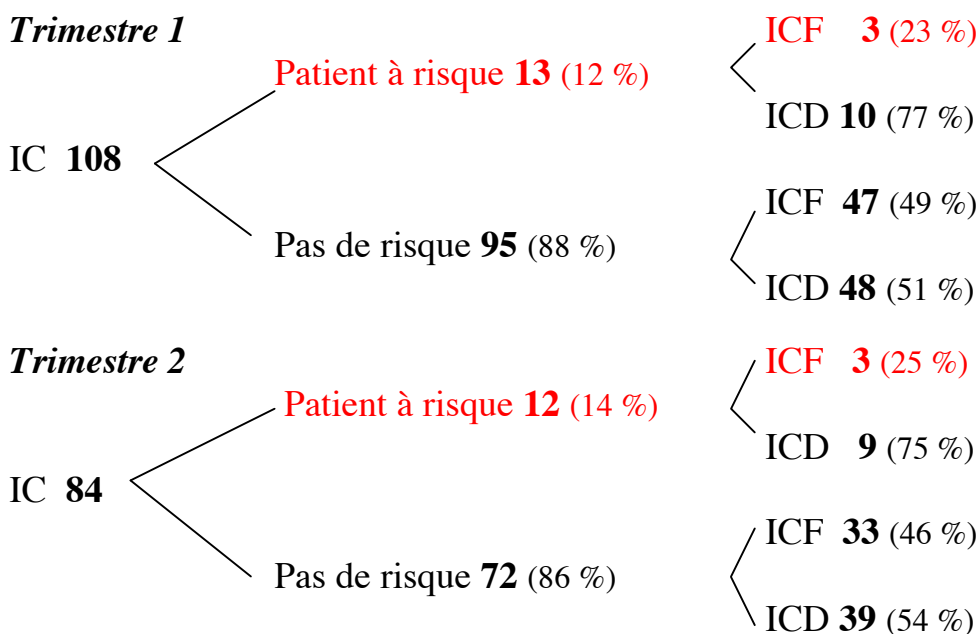 Trimestre 1
ICF 3 (23 %)
Patient à risque 13 (12 %)
ICD 10 (77 %)
IC 108
ICF 47 (49 %)
Pas de risque 95 (88 %)
ICD 48 (51 %)
Trimestre 2
ICF 3 (25 %)
Patient à risque 12 (14 %)
ICD 9 (75 %)
IC 84
ICF 33 (46 %)
Pas de risque 72 (86 %)
ICD 39 (54 %)